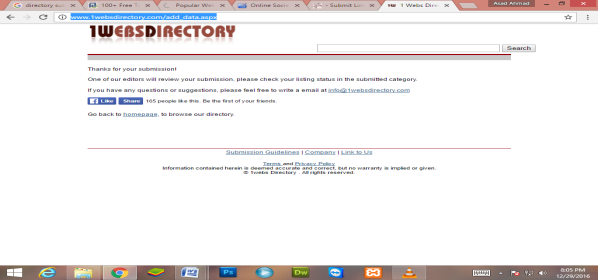 directory sub
100+ Free
Popular We
Online Socie
Submit Lin
1 Webs Dire
Asad Ahmad
www.1websdirectory.com/add_data.aspx
1WEBSDIRECTORY
Search
Thanks for your submission!
One of our editors will review your submission, please check your listing status in the submitted category.
If you have any questions or suggestions, please feel free to write a email at info@1websdirectory.com
Like Share 165 people like this. Be the first of your friends.
Go back to homepage, to browse our directory.
Submission Guidelines | Company | Link to Us
Terms and Privacy Policy
Information contained herein is deemed accurate and correct, but no warranty is implied or given.
© 1webs Directory . All rights reserved.
Ps
Dw
8:05 PM
12/29/2016